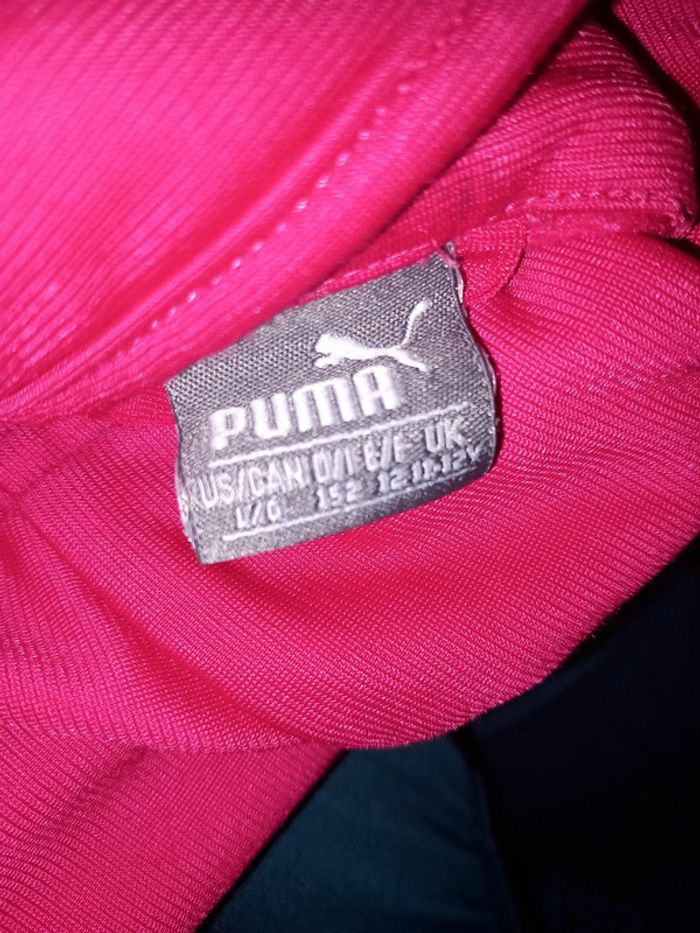 PUMA
US/CAN D/I E/F UK
L/G 152 12 11-12Y